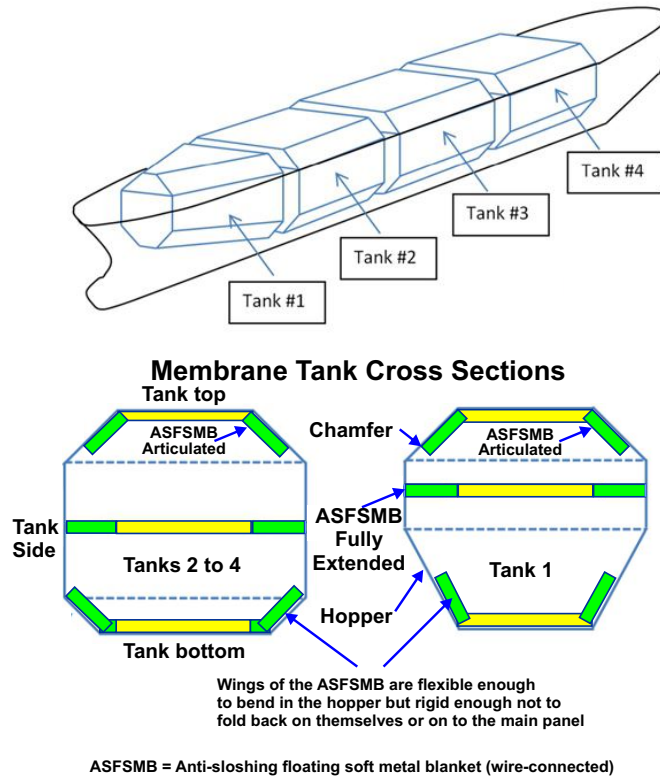 Tank #4
Tank #3
Tank #2
Tank #1
Membrane Tank Cross Sections
Tank top
ASFSMB
Articulated
Chamfer
ASFSMB
Articulated
Tank
Side
ASFSMB
Fully
Extended
Tanks 2 to 4
Tank 1
Hopper
Tank bottom
Wings of the ASFSMB are flexible enough
to bend in the hopper but rigid enough not to
fold back on themselves or on to the main panel
ASFSMB = Anti-sloshing floating soft metal blanket (wire-connected)